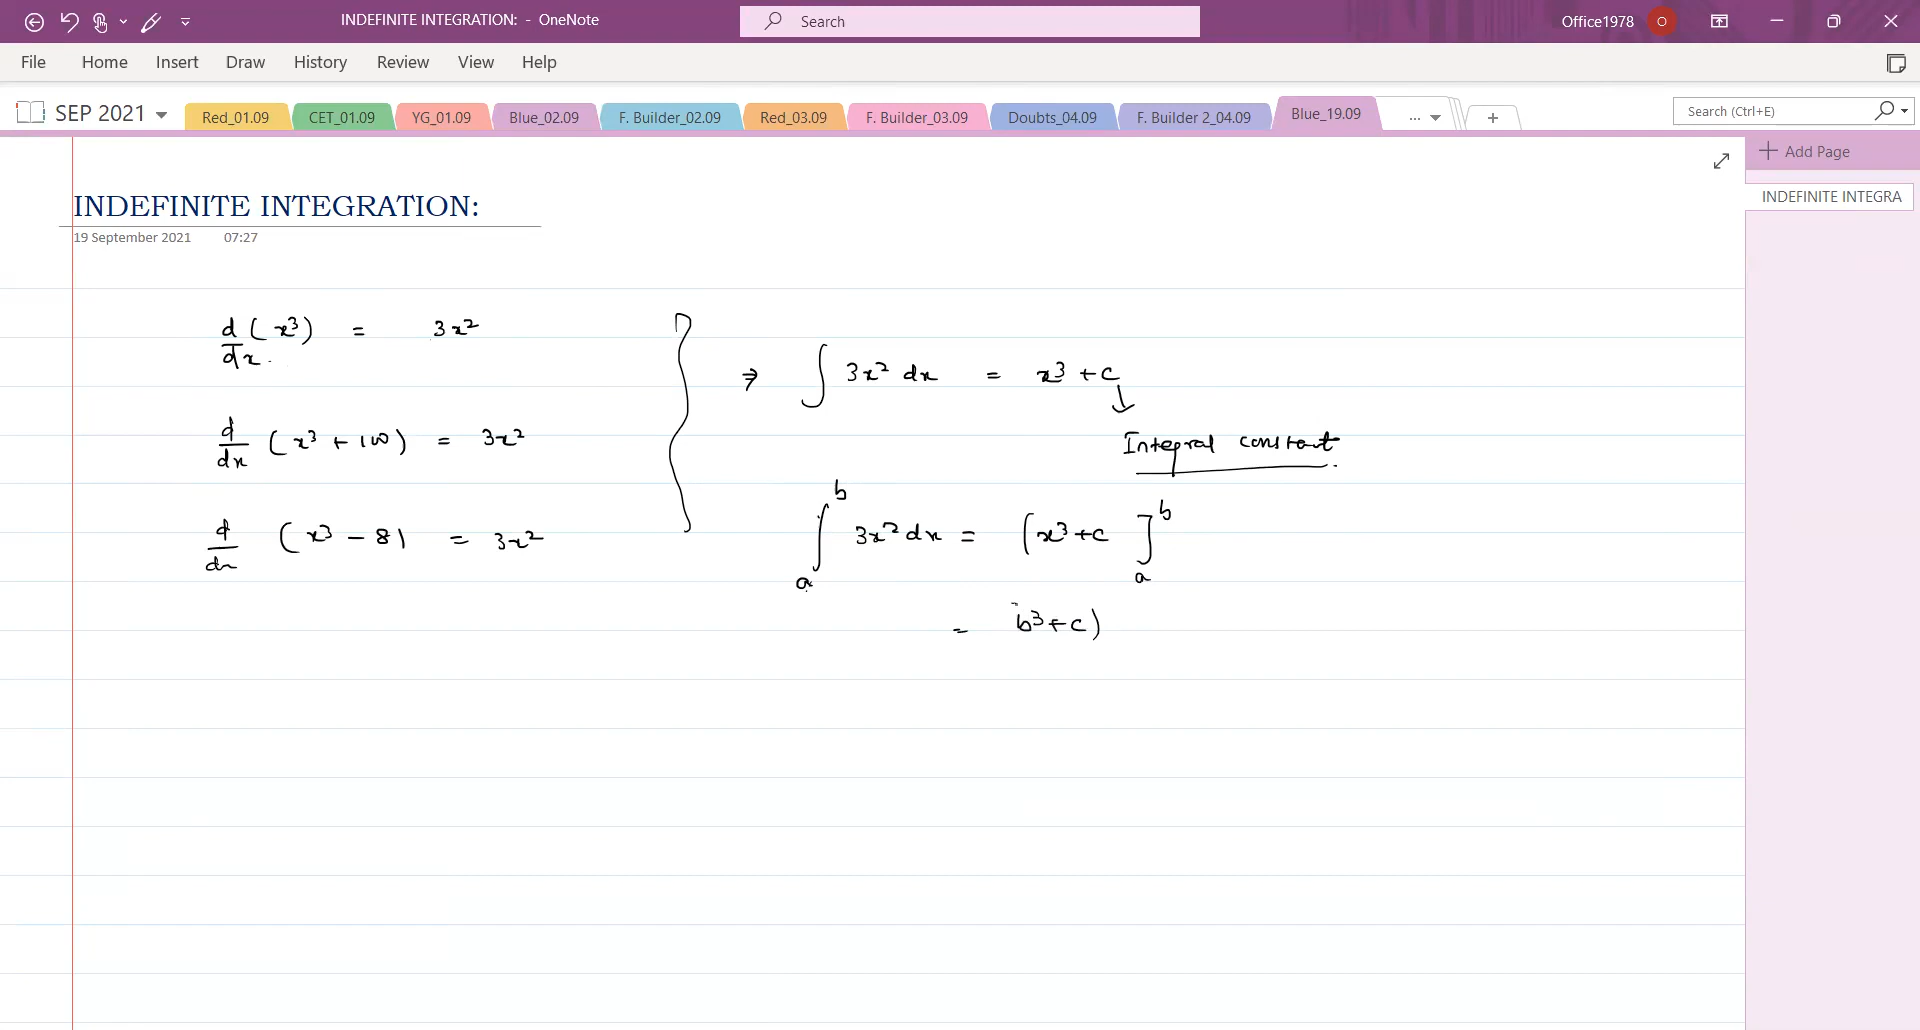 INDEFINITE INTEGRATION: - OneNote
Search
Office1978
O
File Home Insert Draw History Review View Help
SEP 2021
Red_01.09 CET_01.09 YG_01.09 Blue_02.09 F. Builder_02.09 Red_03.09 F. Builder_03.09 Doubts_04.09 F. Builder 2_04.09 Blue_19.09 ... +
Search (Ctrl+E)
Add Page
INDEFINITE INTEGRA
INDEFINITE INTEGRATION:
19 September 2021 07:27
d/dx (x³) = 3x²
d/dx (x³ + 100) = 3x²
d/dx (x³ - 8) = 3x²
⇒ ∫ 3x² dx = x³ + c
Integral constant
∫ₐᵇ 3x² dx = [x³ + c]ₐᵇ
= b³ + c)